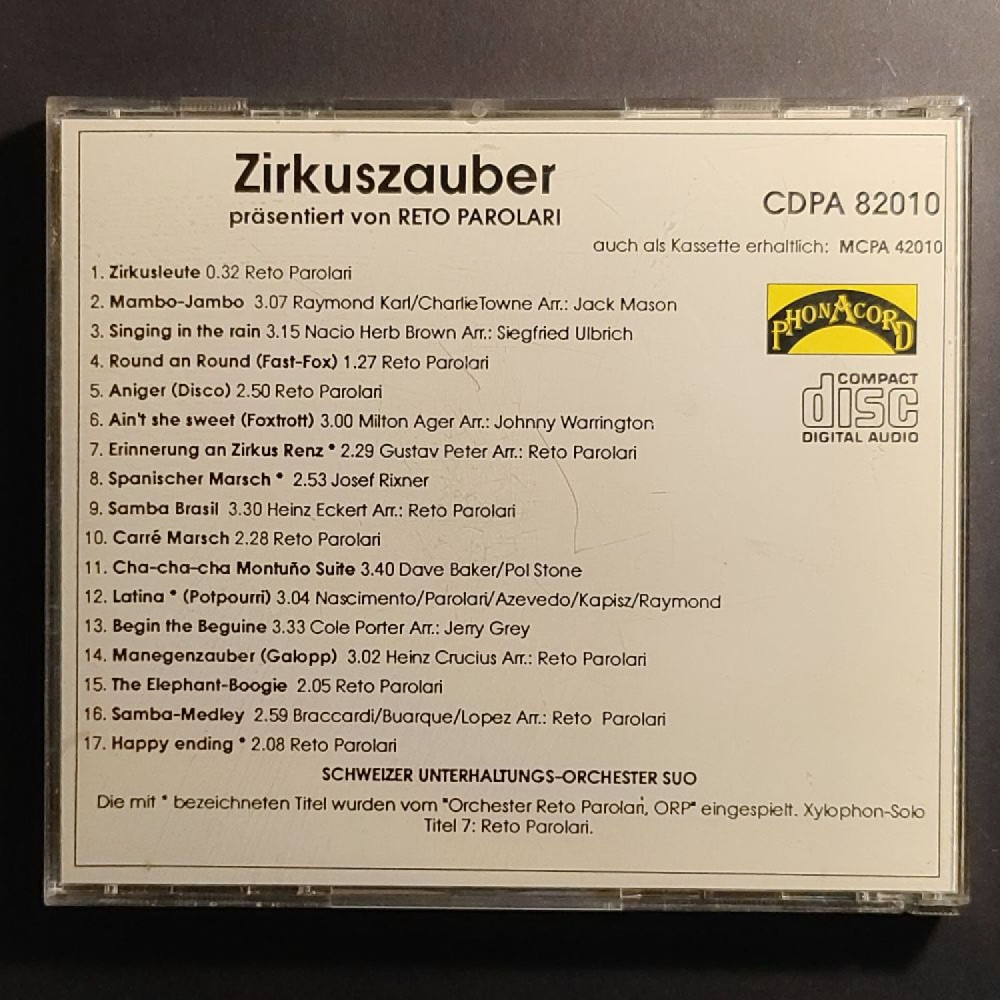 Zirkuszauber
präsentiert von RETO PAROLARI
CDPA 82010
auch als Kassette erhaltlich: MCPA 42010
1. Zirkusleute 0.32 Reto Parolari
2. Mambo-Jambo 3.07 Raymond Karl/CharlieTowne Arr.: Jack Mason
3. Singing in the rain 3.15 Nacio Herb Brown Arr.: Siegfried Ulbrich
4. Round an Round (Fast-Fox) 1.27 Reto Parolari
5. Aniger (Disco) 2.50 Reto Parolari
6. Ain't she sweet (Foxtrott) 3.00 Milton Ager Arr.: Johnny Warrington
7. Erinnerung an Zirkus Renz * 2.29 Gustav Peter Arr.: Reto Parolari
8. Spanischer Marsch * 2.53 Josef Rixner
9. Samba Brasil 3.30 Heinz Eckert Arr.: Reto Parolari
10. Carré Marsch 2.28 Reto Parolari
11. Cha-cha-cha Montuño Suite 3.40 Dave Baker/Pol Stone
12. Latina * (Potpourri) 3.04 Nascimento/Parolari/Azevedo/Kapisz/Raymond
13. Begin the Beguine 3.33 Cole Porter Arr.: Jerry Grey
14. Manegenzauber (Galopp) 3.02 Heinz Crucius Arr.: Reto Parolari
15. The Elephant-Boogie 2.05 Reto Parolari
16. Samba-Medley 2.59 Braccardi/Buarque/Lopez Arr.: Reto Parolari
17. Happy ending * 2.08 Reto Parolari
PHONACORD
COMPACT
disc
DIGITAL AUDIO
SCHWEIZER UNTERHALTUNGS-ORCHESTER SUO
Die mit * bezeichneten Titel wurden vom "Orchester Reto Parolari, ORP" eingespielt. Xylophon-Solo
Titel 7: Reto Parolari.